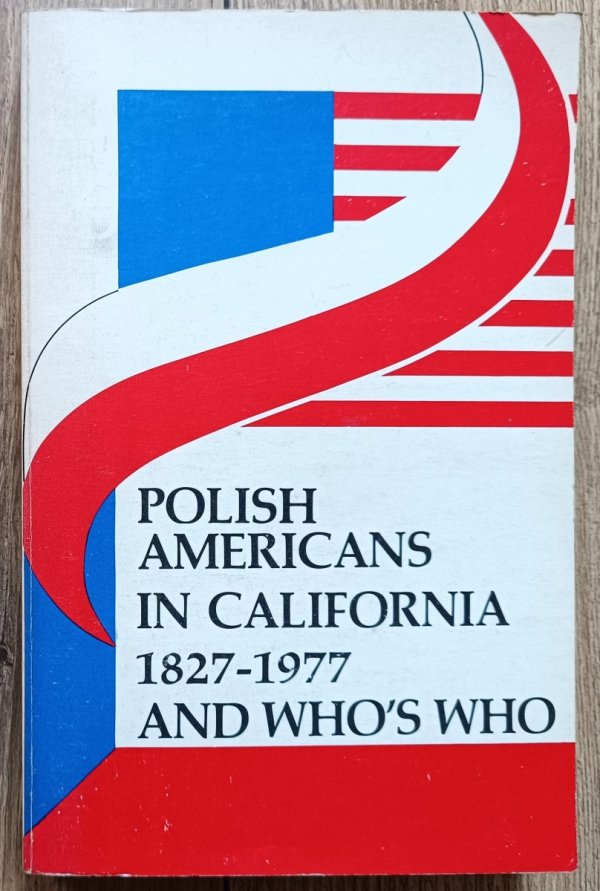 POLISH
AMERICANS
IN CALIFORNIA
1827-1977
AND WHO'S WHO